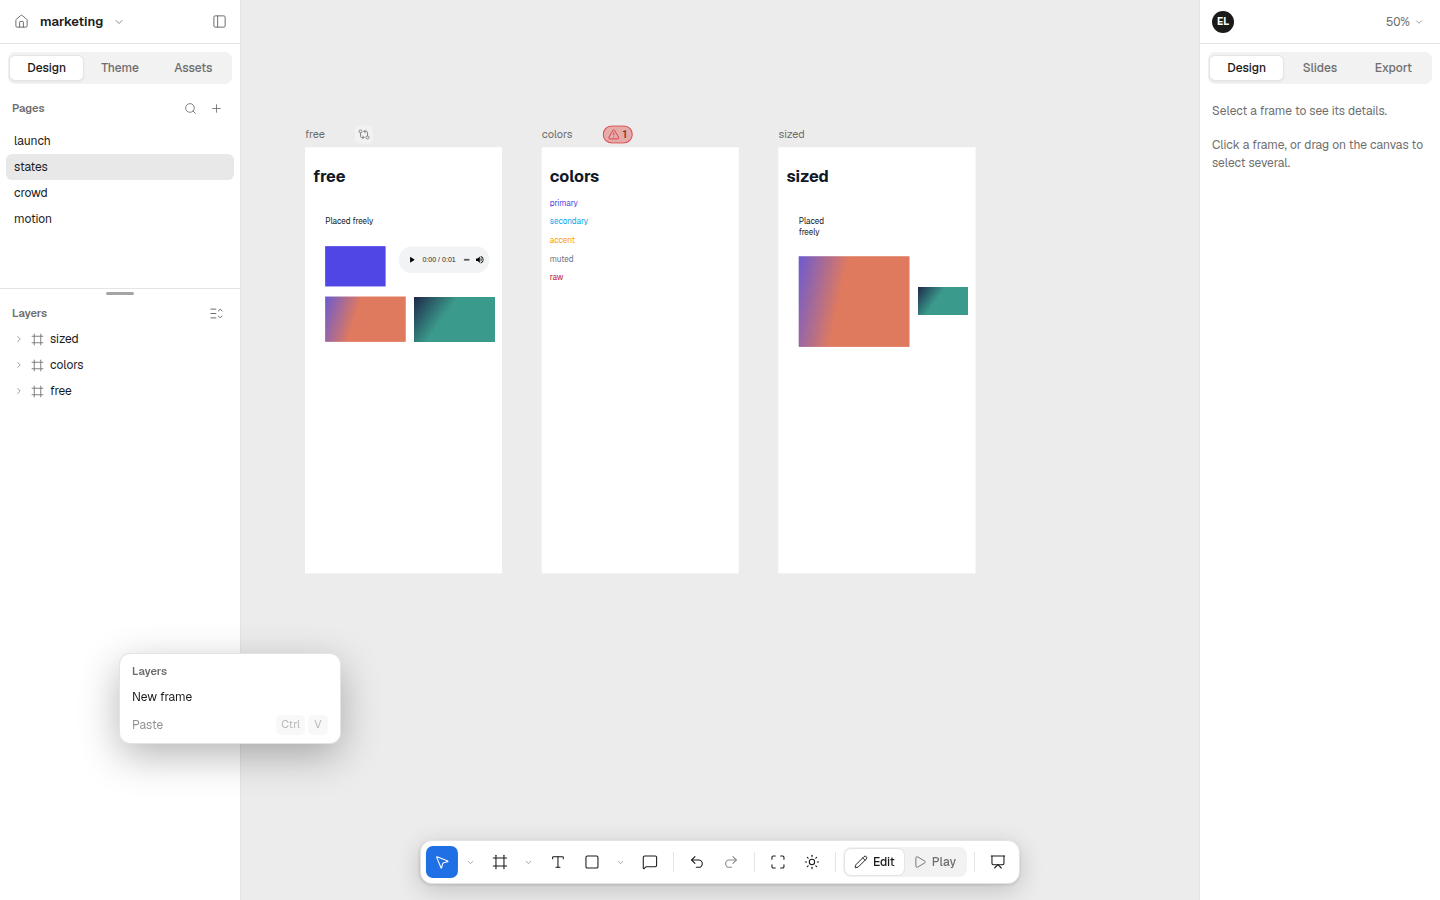 marketing
Design
Theme
Assets
Pages
launch
states
crowd
motion
Layers
sized
colors
free
Layers
New frame
Paste
Ctrl
V
free
free
Placed freely
0:00 / 0:01
colors
1
colors
primary
secondary
accent
muted
raw
sized
sized
Placed
freely
Edit
Play
EL
50%
Design
Slides
Export
Select a frame to see its details.
Click a frame, or drag on the canvas to
select several.